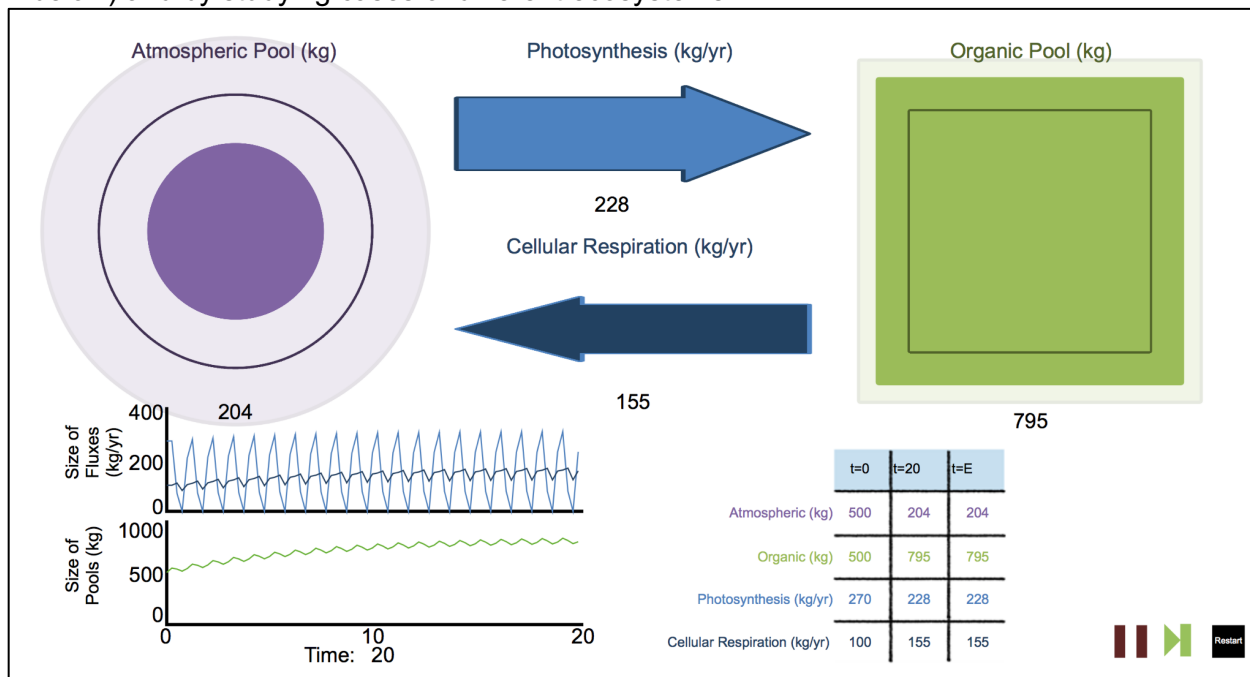 Atmospheric Pool (kg)
Photosynthesis (kg/yr)
Organic Pool (kg)
228
Cellular Respiration (kg/yr)
204
155
795
Size of
Fluxes
(kg/yr)
400
200
0
Size of
Pools (kg)
1000
500
0
0 10 20
Time: 20
t=0 t=20 t=E
Atmospheric (kg) 500 204 204
Organic (kg) 500 795 795
Photosynthesis (kg/yr) 270 228 228
Cellular Respiration (kg/yr) 100 155 155
Restart